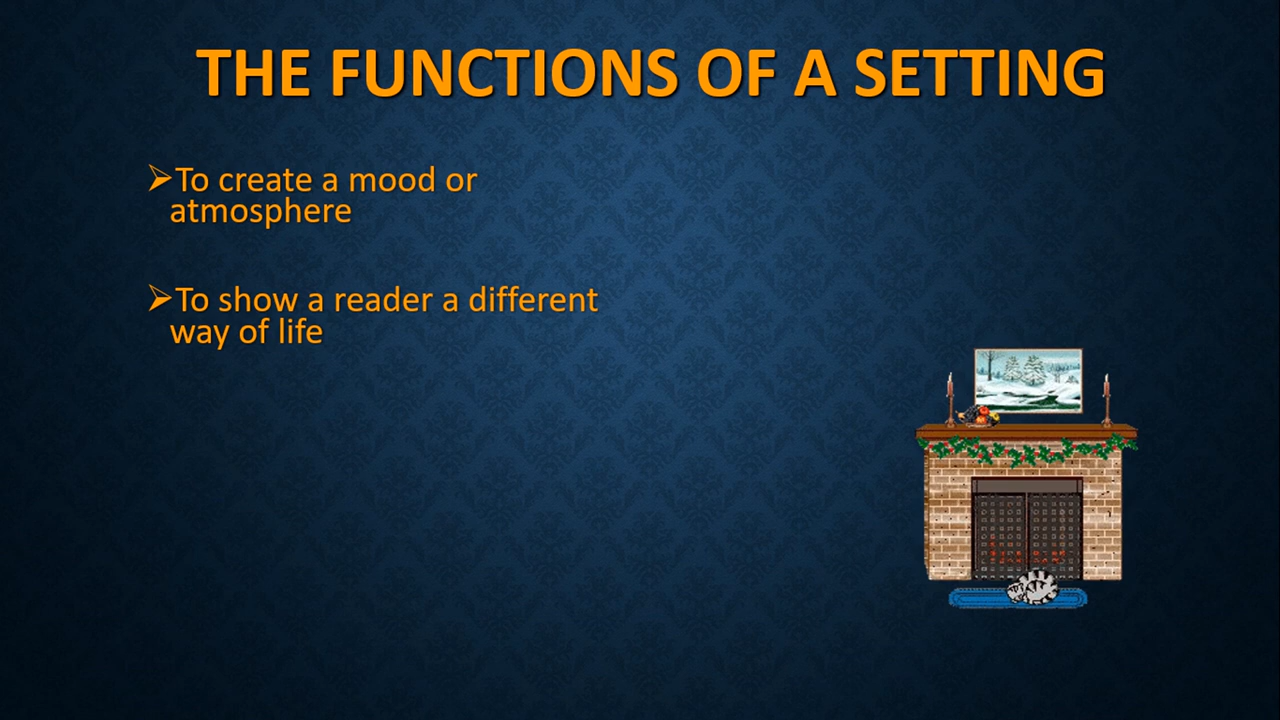 THE FUNCTIONS OF A SETTING
➢To create a mood or
atmosphere
➢To show a reader a different
way of life